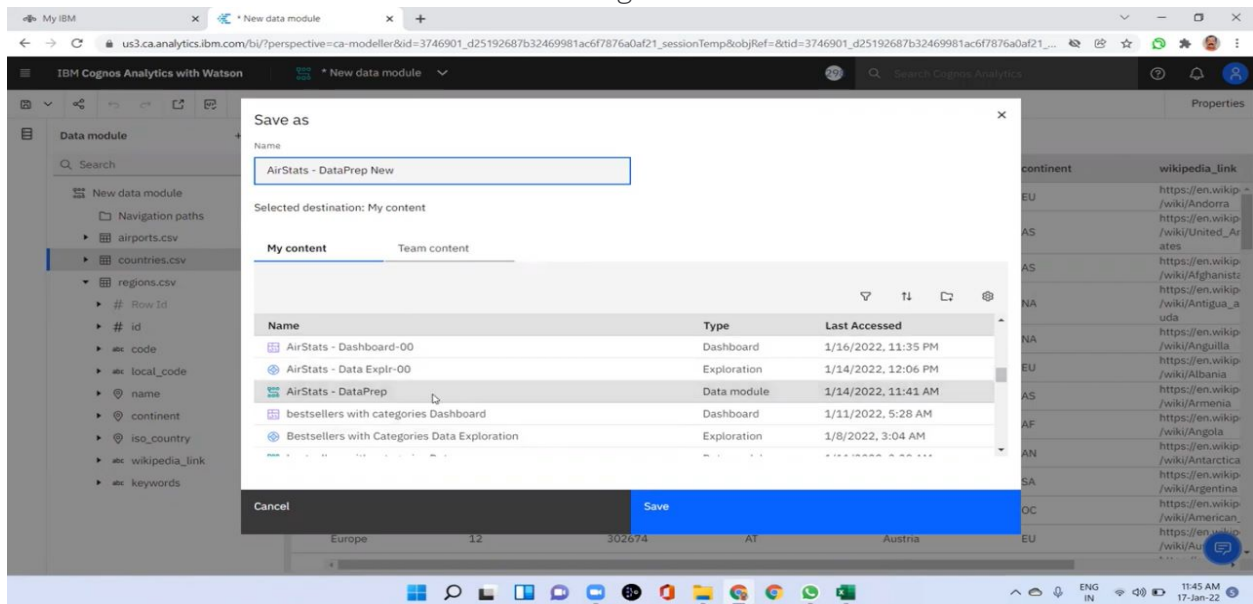 My IBM
* New data module
us3.ca.analytics.ibm.com/bi/?perspective=ca-modeller&id=3746901_d25192687b32469981ac6f7876a0af21_sessionTemp&objRef=&tid=3746901_d25192687b32469981ac6f7876a0af21_...
IBM Cognos Analytics with Watson
* New data module
29
Search Cognos Analytics
Properties
Data module
Search
New data module
Navigation paths
airports.csv
countries.csv
regions.csv
# Row Id
# id
abc code
abc local_code
name
continent
iso_country
abc wikipedia_link
abc keywords
Save as
Name
AirStats - DataPrep New
Selected destination: My content
My content Team content
Name Type Last Accessed
AirStats - Dashboard-00 Dashboard 1/16/2022, 11:35 PM
AirStats - Data Explr-00 Exploration 1/14/2022, 12:06 PM
AirStats - DataPrep Data module 1/14/2022, 11:41 AM
bestsellers with categories Dashboard Dashboard 1/11/2022, 5:28 AM
Bestsellers with Categories Data Exploration Exploration 1/8/2022, 3:04 AM
Cancel Save
continent wikipedia_link
EU https://en.wikip
/wiki/Andorra
https://en.wikip
AS /wiki/United_Ar
ates
AS https://en.wikip
/wiki/Afghanista
https://en.wikip
NA /wiki/Antigua_a
uda
NA https://en.wikip
/wiki/Anguilla
EU https://en.wikip
/wiki/Albania
AS https://en.wikip
/wiki/Armenia
AF https://en.wikip
/wiki/Angola
AN https://en.wikip
/wiki/Antarctica
SA https://en.wikip
/wiki/Argentina
OC https://en.wikip
/wiki/American_
Europe 12 302674 AT Austria EU https://en.wikip
/wiki/Au
ENG
IN
11:45 AM
17-Jan-22